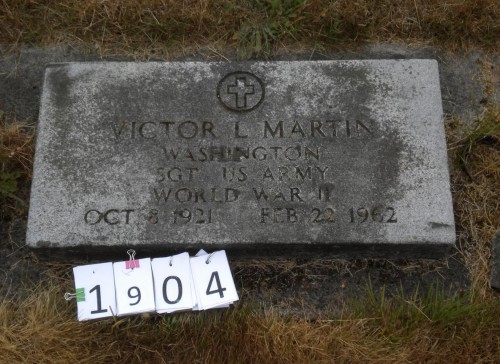 VICTOR L MARTIN
WASHINGTON
SGT US ARMY
WORLD WAR II
OCT 8 1921 FEB 22 1962
1904